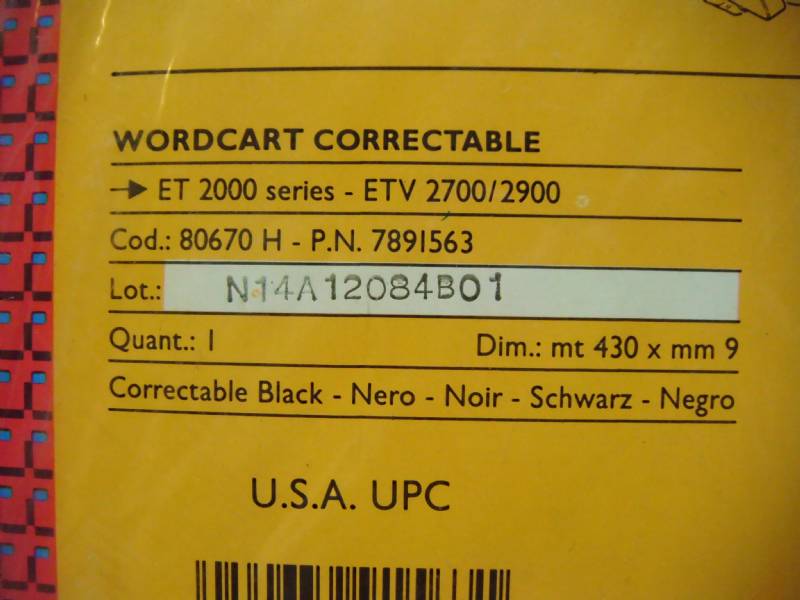 WORDCART CORRECTABLE
→ ET 2000 series - ETV 2700/2900
Cod.: 80670 H - P.N. 7891563
Lot.: N14A12084B01
Quant.: 1 Dim.: mt 430 x mm 9
Correctable Black - Nero - Noir - Schwarz - Negro
U.S.A. UPC